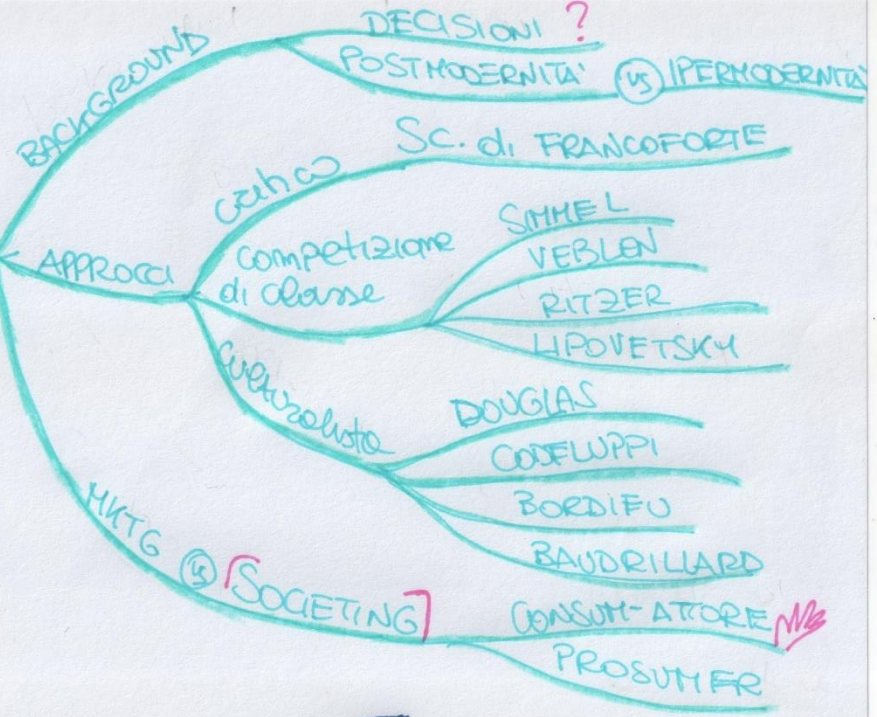 BACKGROUND
DECISIONI ?
POSTMODERNITA' VS IPERMODERNITA'
APPROCCI
critico
Sc. di FRANCOFORTE
competizione
di classe
SIMMEL
VEBLEN
RITZER
LIPOVETSKY
Culturalista
DOUGLAS
CODELUPPI
BORDIEU
BAUDRILLARD
MKTG VS [SOCIETING]
CONSUM-ATTORE
PROSUMER